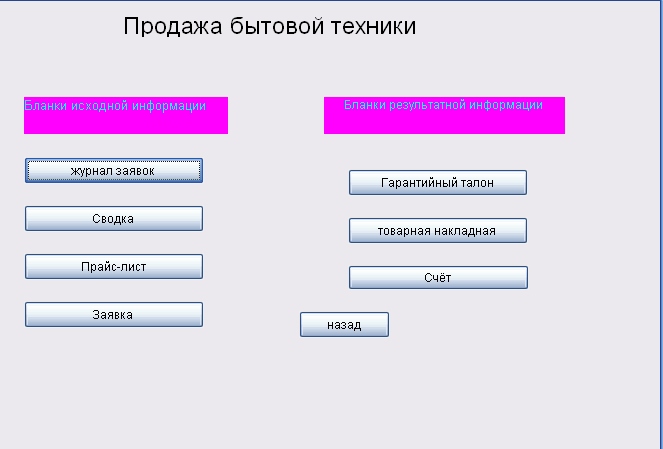 Продажа бытовой техники
Бланки исходной информации
Бланки результатной информации
журнал заявок
Гарантийный талон
Сводка
товарная накладная
Прайс-лист
Счёт
Заявка
назад